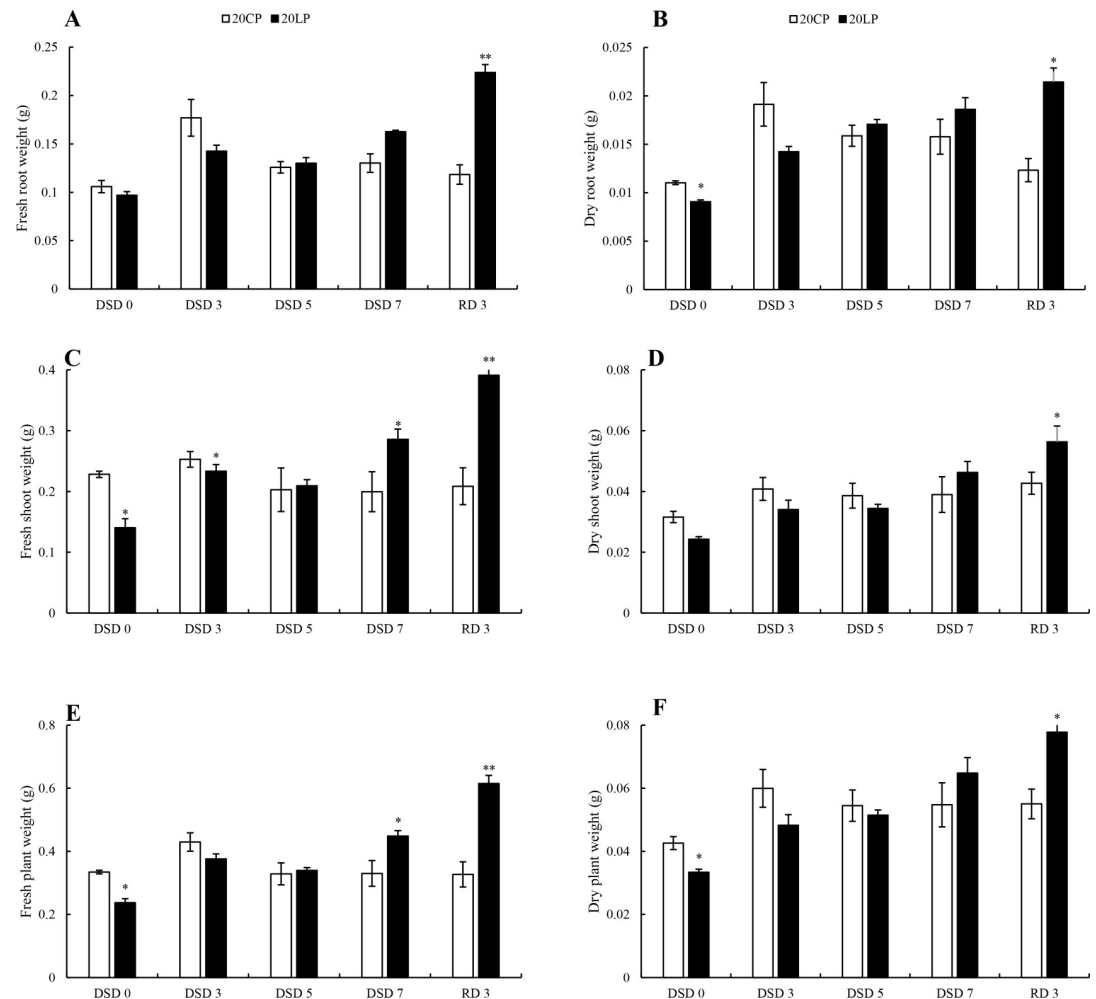 A
20CP 20LP
Fresh root weight (g)
0.25
0.2
0.15
0.1
0.05
0
**
DSD 0 DSD 3 DSD 5 DSD 7 RD 3
B
20CP 20LP
Dry root weight (g)
0.025
0.02
0.015
0.01
0.005
0
* *
DSD 0 DSD 3 DSD 5 DSD 7 RD 3
C
Fresh shoot weight (g)
0.4
0.3
0.2
0.1
0
* * * **
DSD 0 DSD 3 DSD 5 DSD 7 RD 3
D
Dry shoot weight (g)
0.08
0.06
0.04
0.02
0
*
DSD 0 DSD 3 DSD 5 DSD 7 RD 3
E
Fresh plant weight (g)
0.8
0.6
0.4
0.2
0
* * **
DSD 0 DSD 3 DSD 5 DSD 7 RD 3
F
Dry plant weight (g)
0.08
0.06
0.04
0.02
0
* *
DSD 0 DSD 3 DSD 5 DSD 7 RD 3